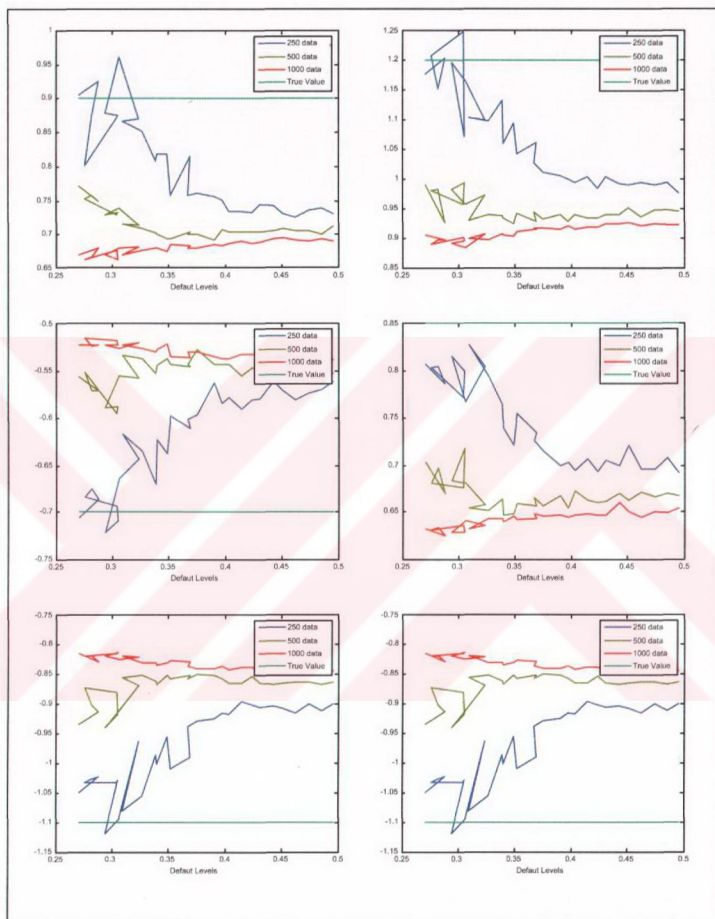 1
0.95
0.9
0.85
0.8
0.75
0.7
0.65
0.25 0.3 0.35 0.4 0.45 0.5
Defaut Levels
250 data
500 data
1000 data
True Value
1.25
1.2
1.15
1.1
1.05
1
0.95
0.9
0.85
0.25 0.3 0.35 0.4 0.45 0.5
Defaut Levels
250 data
500 data
1000 data
True Value
-0.5
-0.55
-0.6
-0.65
-0.7
-0.75
0.25 0.3 0.35 0.4 0.45 0.5
Defaut Levels
250 data
500 data
1000 data
True Value
0.85
0.8
0.75
0.7
0.65
0.25 0.3 0.35 0.4 0.45 0.5
Defaut Levels
250 data
500 data
1000 data
True Value
-0.75
-0.8
-0.85
-0.9
-0.95
-1
-1.05
-1.1
-1.15
0.25 0.3 0.35 0.4 0.45 0.5
Defaut Levels
250 data
500 data
1000 data
True Value
-0.75
-0.8
-0.85
-0.9
-0.95
-1
-1.05
-1.1
-1.15
0.25 0.3 0.35 0.4 0.45 0.5
Defaut Levels
250 data
500 data
1000 data
True Value